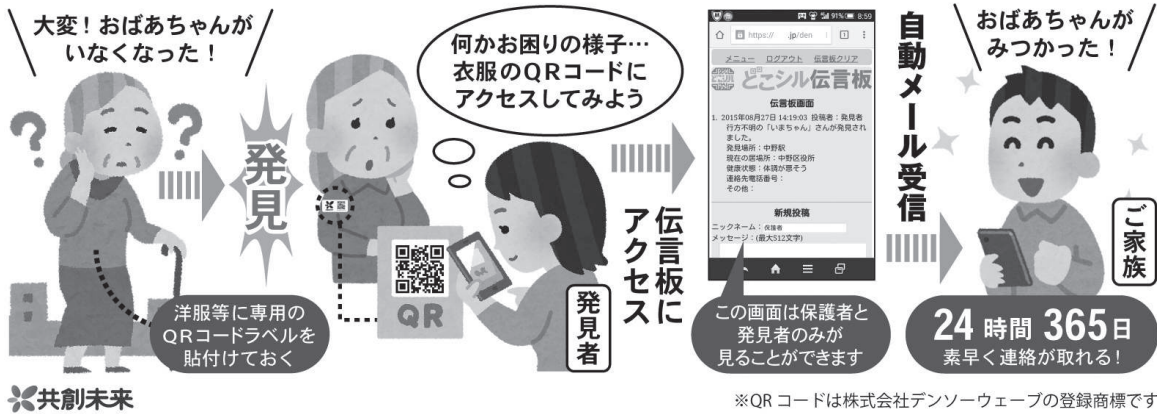 大変！おばあちゃんが
いなくなった！
発見
洋服等に専用の
QRコードラベルを
貼付けておく
何かお困りの様子…
衣服のQRコードに
アクセスしてみよう
QR
発見者
伝言板に
アクセス
91% 8:59
https:// .jp/den
1
メニュー ログアウト 伝言板クリア
どこシル伝言板
伝言板画面
1. 2015年08月27日 14:19:03 投稿者：発見者
行方不明の「いまちゃん」さんが発見され
ました。
発見場所：中野駅
現在の居場所：中野区役所
健康状態：体調が悪そう
連絡先電話番号：
その他：
新規投稿
ニックネーム：保護者
メッセージ：(最大512文字)
この画面は保護者と
発見者のみが
見ることができます
自動メール受信
おばあちゃんが
みつかった！
ご家族
24時間 365日
素早く連絡が取れる！
共創未来
※QRコードは株式会社デンソーウェーブの登録商標です